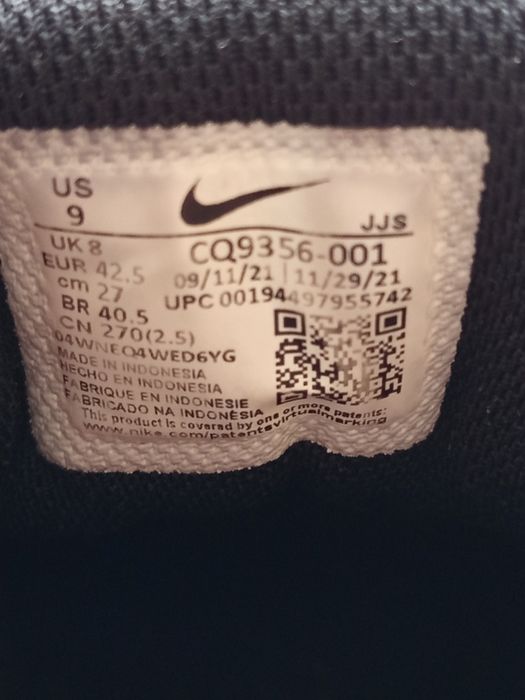 US
9
JJS
UK 8
EUR 42.5
cm 27
BR 40.5
CN 270(2.5)
CQ9356-001
09/11/21 | 11/29/21
UPC 00194497955742
04WNEO4WED6YG
MADE IN INDONESIA
HECHO EN INDONESIA
FABRIQUE EN INDONESIE
FABRICADO NA INDONÉSIA
This product is covered by one or more patents:
www.nike.com/patentsvirtualmarking